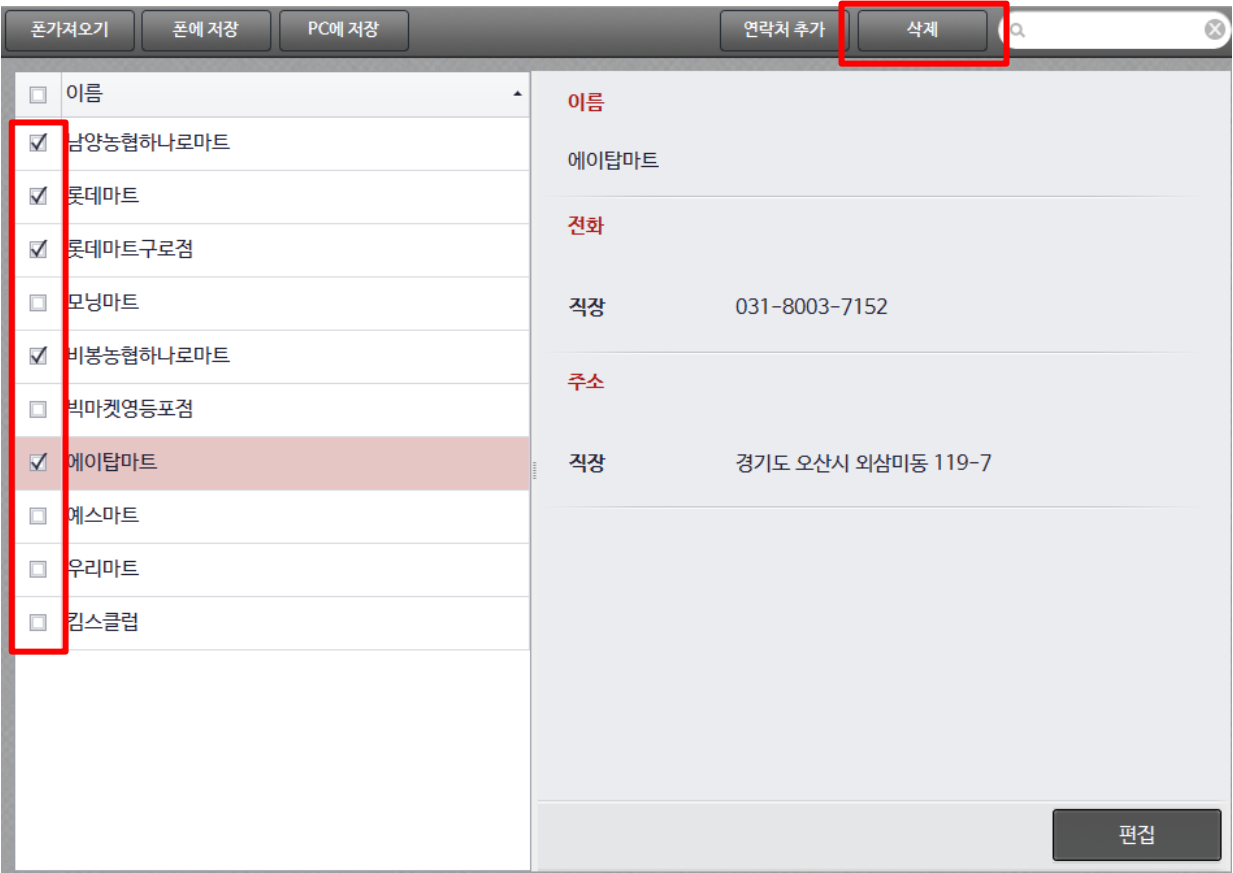 폰가져오기 폰에 저장 PC에 저장 연락처 추가 삭제
이름
남양농협하나로마트
롯데마트
롯데마트구로점
모닝마트
비봉농협하나로마트
빅마켓영등포점
에이탑마트
예스마트
우리마트
킴스클럽
이름
에이탑마트
전화
직장 031-8003-7152
주소
직장 경기도 오산시 외삼미동 119-7
편집